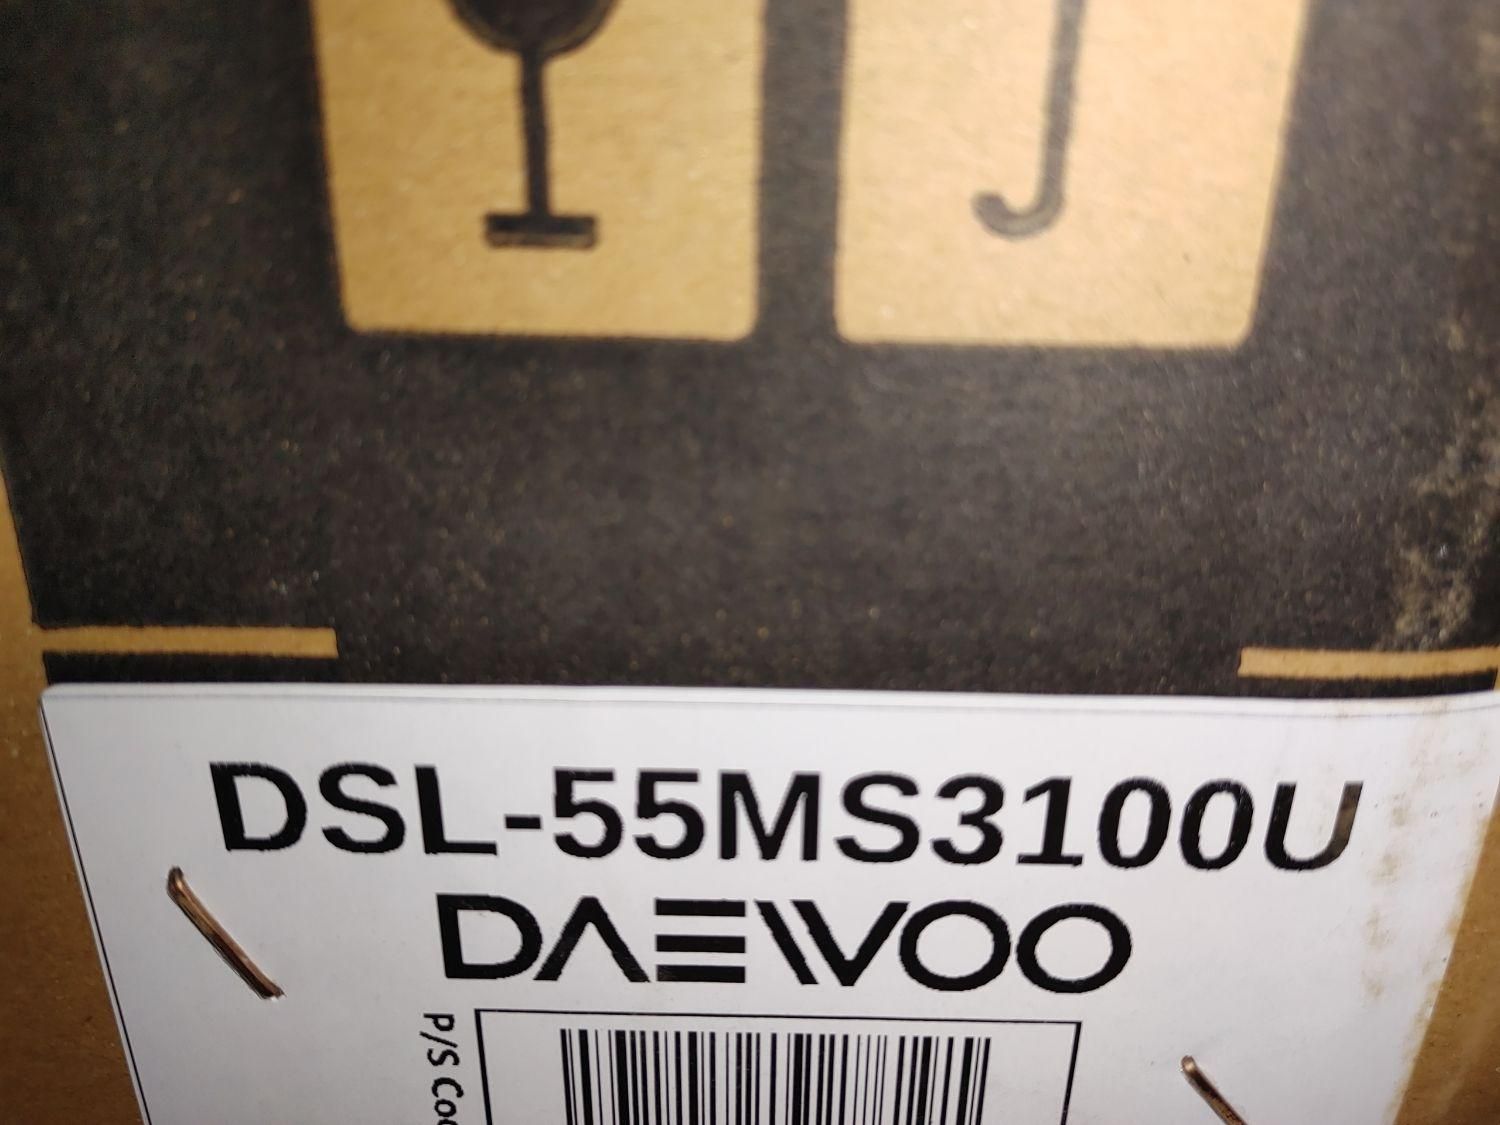 DSL-55MS3100U
DAEWOO
P/S